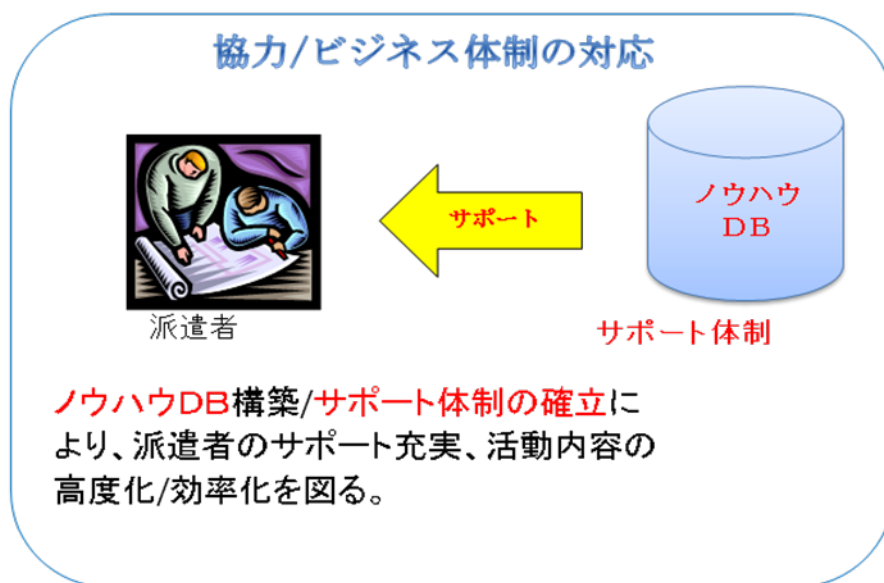 協力/ビジネス体制の対応
サポート
ノウハウ
ＤＢ
派遣者
サポート体制
ノウハウＤＢ構築/サポート体制の確立に
より、派遣者のサポート充実、活動内容の
高度化/効率化を図る。